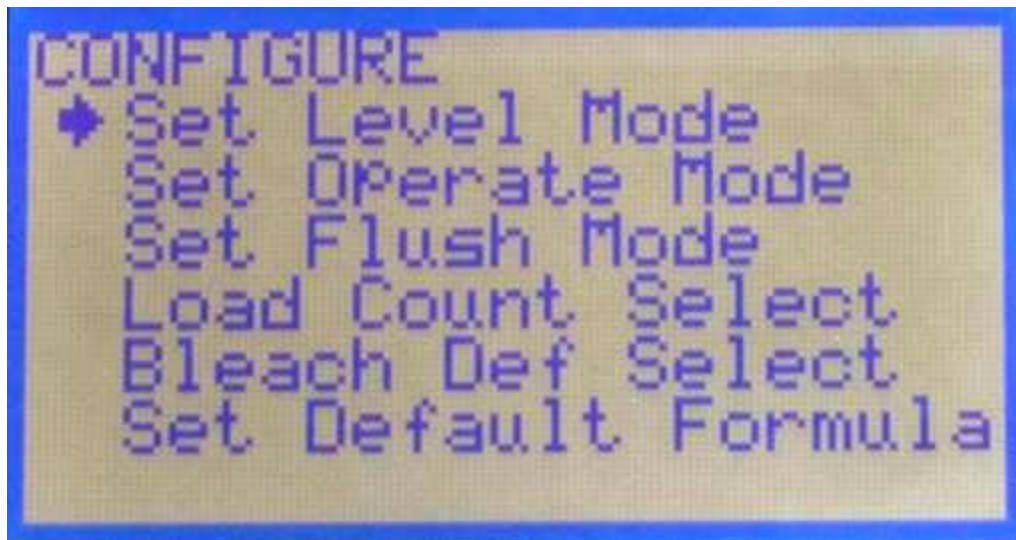 CONFIGURE
Set Level Mode
Set Operate Mode
Set Flush Mode
Load Count Select
Bleach Def Select
Set Default Formula